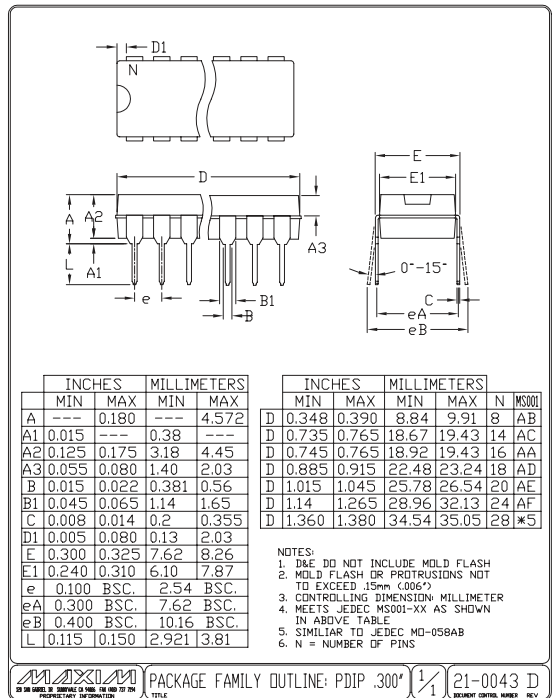 D1
N
D
E
E1
A
A2
A3
L
A1
0°-15°
e
B1
B
C
eA
eB
INCHES MILLIMETERS
MIN MAX MIN MAX
A --- 0.180 --- 4.572
A1 0.015 --- 0.38 ---
A2 0.125 0.175 3.18 4.45
A3 0.055 0.080 1.40 2.03
B 0.015 0.022 0.381 0.56
B1 0.045 0.065 1.14 1.65
C 0.008 0.014 0.2 0.355
D1 0.005 0.080 0.13 2.03
E 0.300 0.325 7.62 8.26
E1 0.240 0.310 6.10 7.87
e 0.100 BSC. 2.54 BSC.
eA 0.300 BSC. 7.62 BSC.
eB 0.400 BSC. 10.16 BSC.
L 0.115 0.150 2.921 3.81
INCHES MILLIMETERS
MIN MAX MIN MAX N MS001
D 0.348 0.390 8.84 9.91 8 AB
D 0.735 0.765 18.67 19.43 14 AC
D 0.745 0.765 18.92 19.43 16 AA
D 0.885 0.915 22.48 23.24 18 AD
D 1.015 1.045 25.78 26.54 20 AE
D 1.14 1.265 28.96 32.13 24 AF
D 1.360 1.380 34.54 35.05 28 *5
NOTES:
1. D&E DO NOT INCLUDE MOLD FLASH
2. MOLD FLASH OR PROTRUSIONS NOT
TO EXCEED .15mm (.006")
3. CONTROLLING DIMENSION: MILLIMETER
4. MEETS JEDEC MS001-XX AS SHOWN
IN ABOVE TABLE
5. SIMILIAR TO JEDEC MO-058AB
6. N = NUMBER OF PINS
MAXIM
PROPRIETARY INFORMATION
PACKAGE FAMILY OUTLINE: PDIP .300"
TITLE
1/1
21-0043 D
DOCUMENT CONTROL NUMBER REV